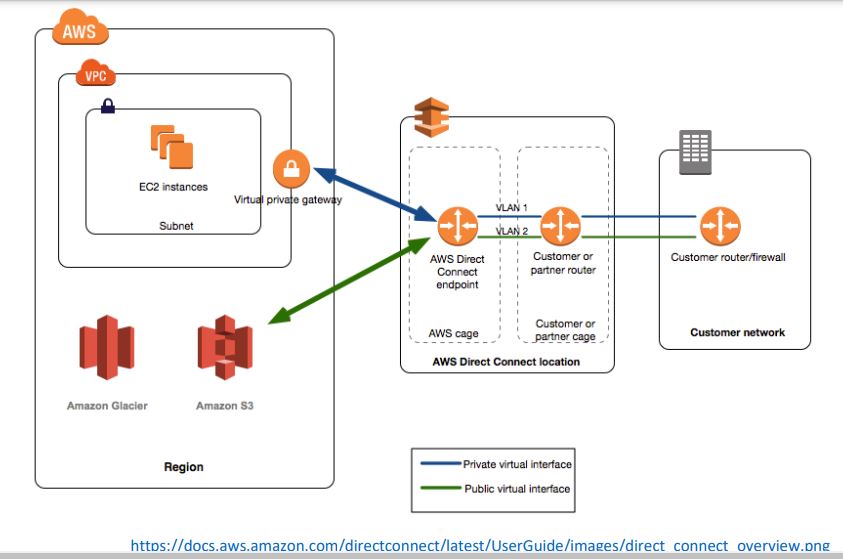 AWS
VPC
EC2 instances
Subnet
Virtual private gateway
Amazon Glacier
Amazon S3
Region
VLAN 1
VLAN 2
AWS Direct
Connect
endpoint
AWS cage
Customer or
partner router
Customer or
partner cage
AWS Direct Connect location
Customer router/firewall
Customer network
Private virtual interface
Public virtual interface
https://docs.aws.amazon.com/directconnect/latest/UserGuide/images/direct_connect_overview.png